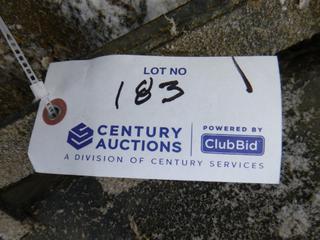 LOT NO
183
CENTURY AUCTIONS
POWERED BY
ClubBid
A DIVISION OF CENTURY SERVICES